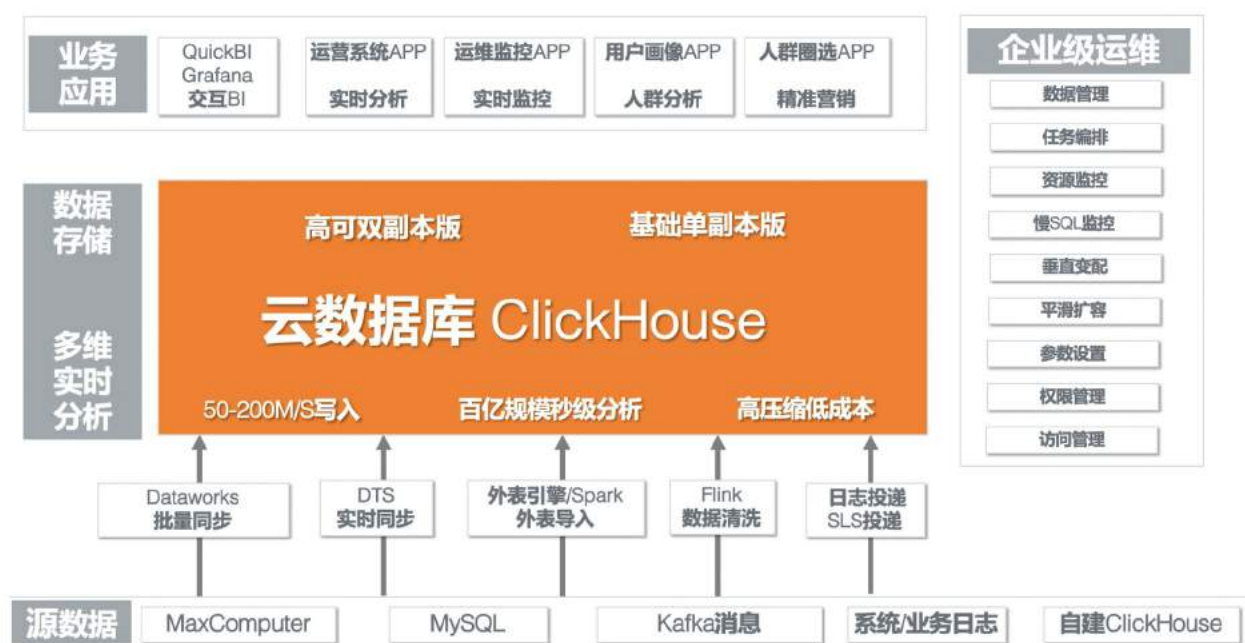 业务
应用
QuickBI
Grafana
交互BI
运营系统APP
实时分析
运维监控APP
实时监控
用户画像APP
人群分析
人群圈选APP
精准营销
企业级运维
数据管理
任务编排
资源监控
慢SQL监控
垂直变配
平滑扩容
参数设置
权限管理
访问管理
数据
存储
多维
实时
分析
高可双副本版
基础单副本版
云数据库 ClickHouse
50-200M/S写入
百亿规模秒级分析
高压缩低成本
Dataworks
批量同步
DTS
实时同步
外表引擎/Spark
外表导入
Flink
数据清洗
日志投递
SLS投递
源数据
MaxComputer
MySQL
Kafka消息
系统/业务日志
自建ClickHouse